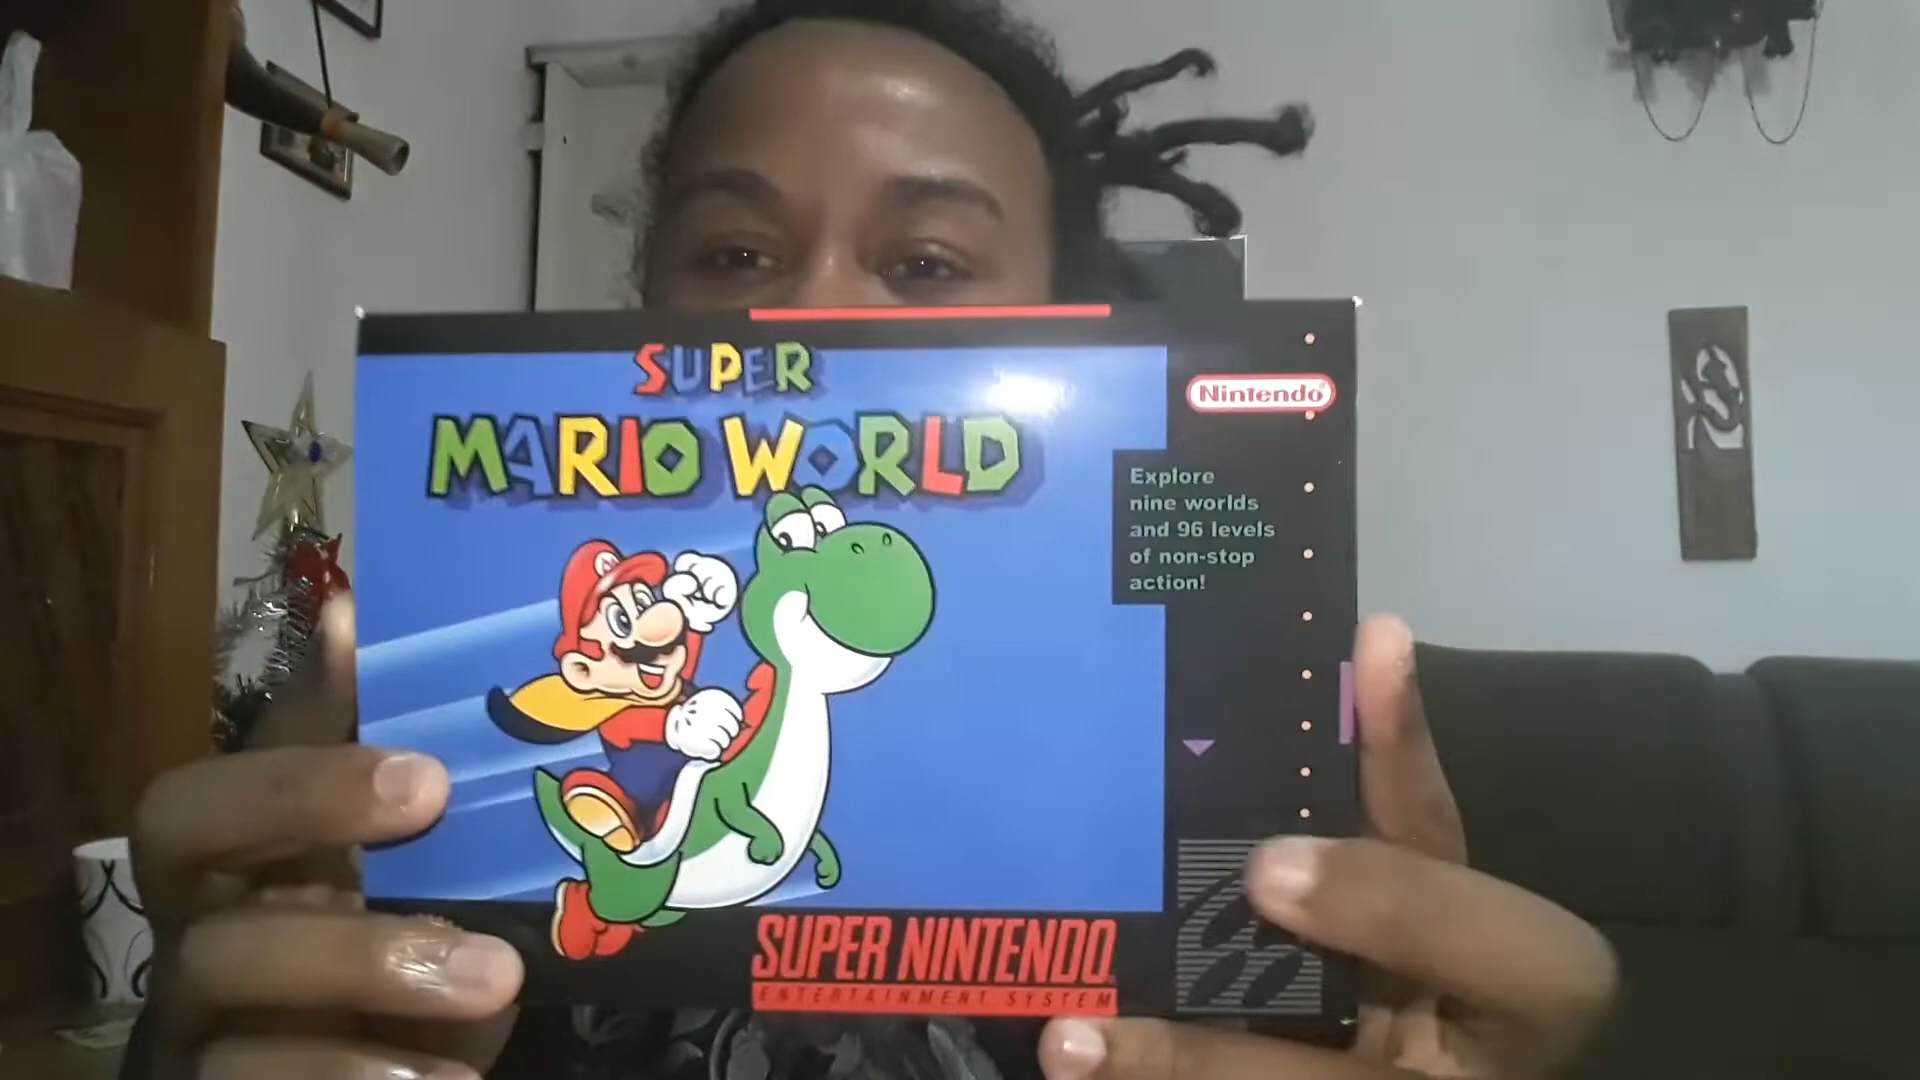 SUPER
MARIO WORLD
Nintendo®
Explore
nine worlds
and 96 levels
of non-stop
action!
M
SUPER NINTENDO
ENTERTAINMENT SYSTEM